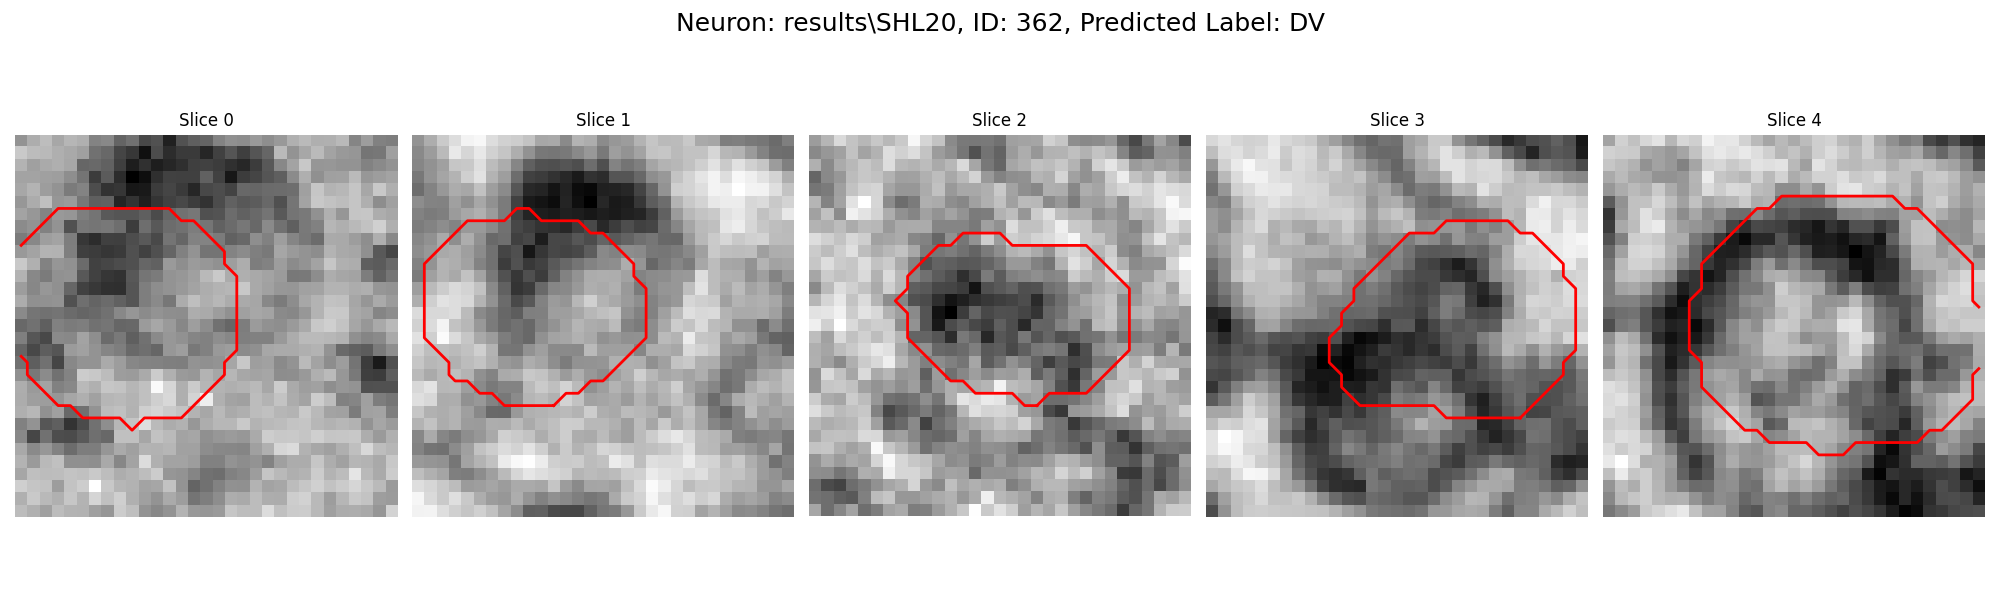 Neuron: results\SHL20, ID: 362, Predicted Label: DV
Slice 0
Slice 1
Slice 2
Slice 3
Slice 4